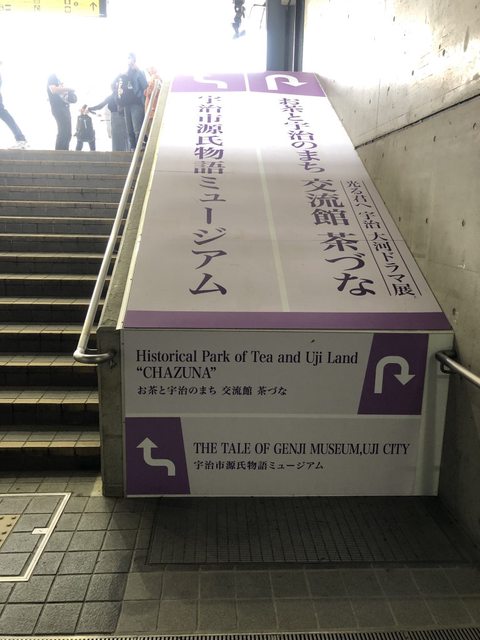 お茶と宇治のまち 交流館 茶づな
光る君へ 宇治 大河ドラマ展
宇治市源氏物語ミュージアム
Historical Park of Tea and Uji Land
“CHAZUNA”
お茶と宇治のまち 交流館 茶づな
THE TALE OF GENJI MUSEUM,UJI CITY
宇治市源氏物語ミュージアム